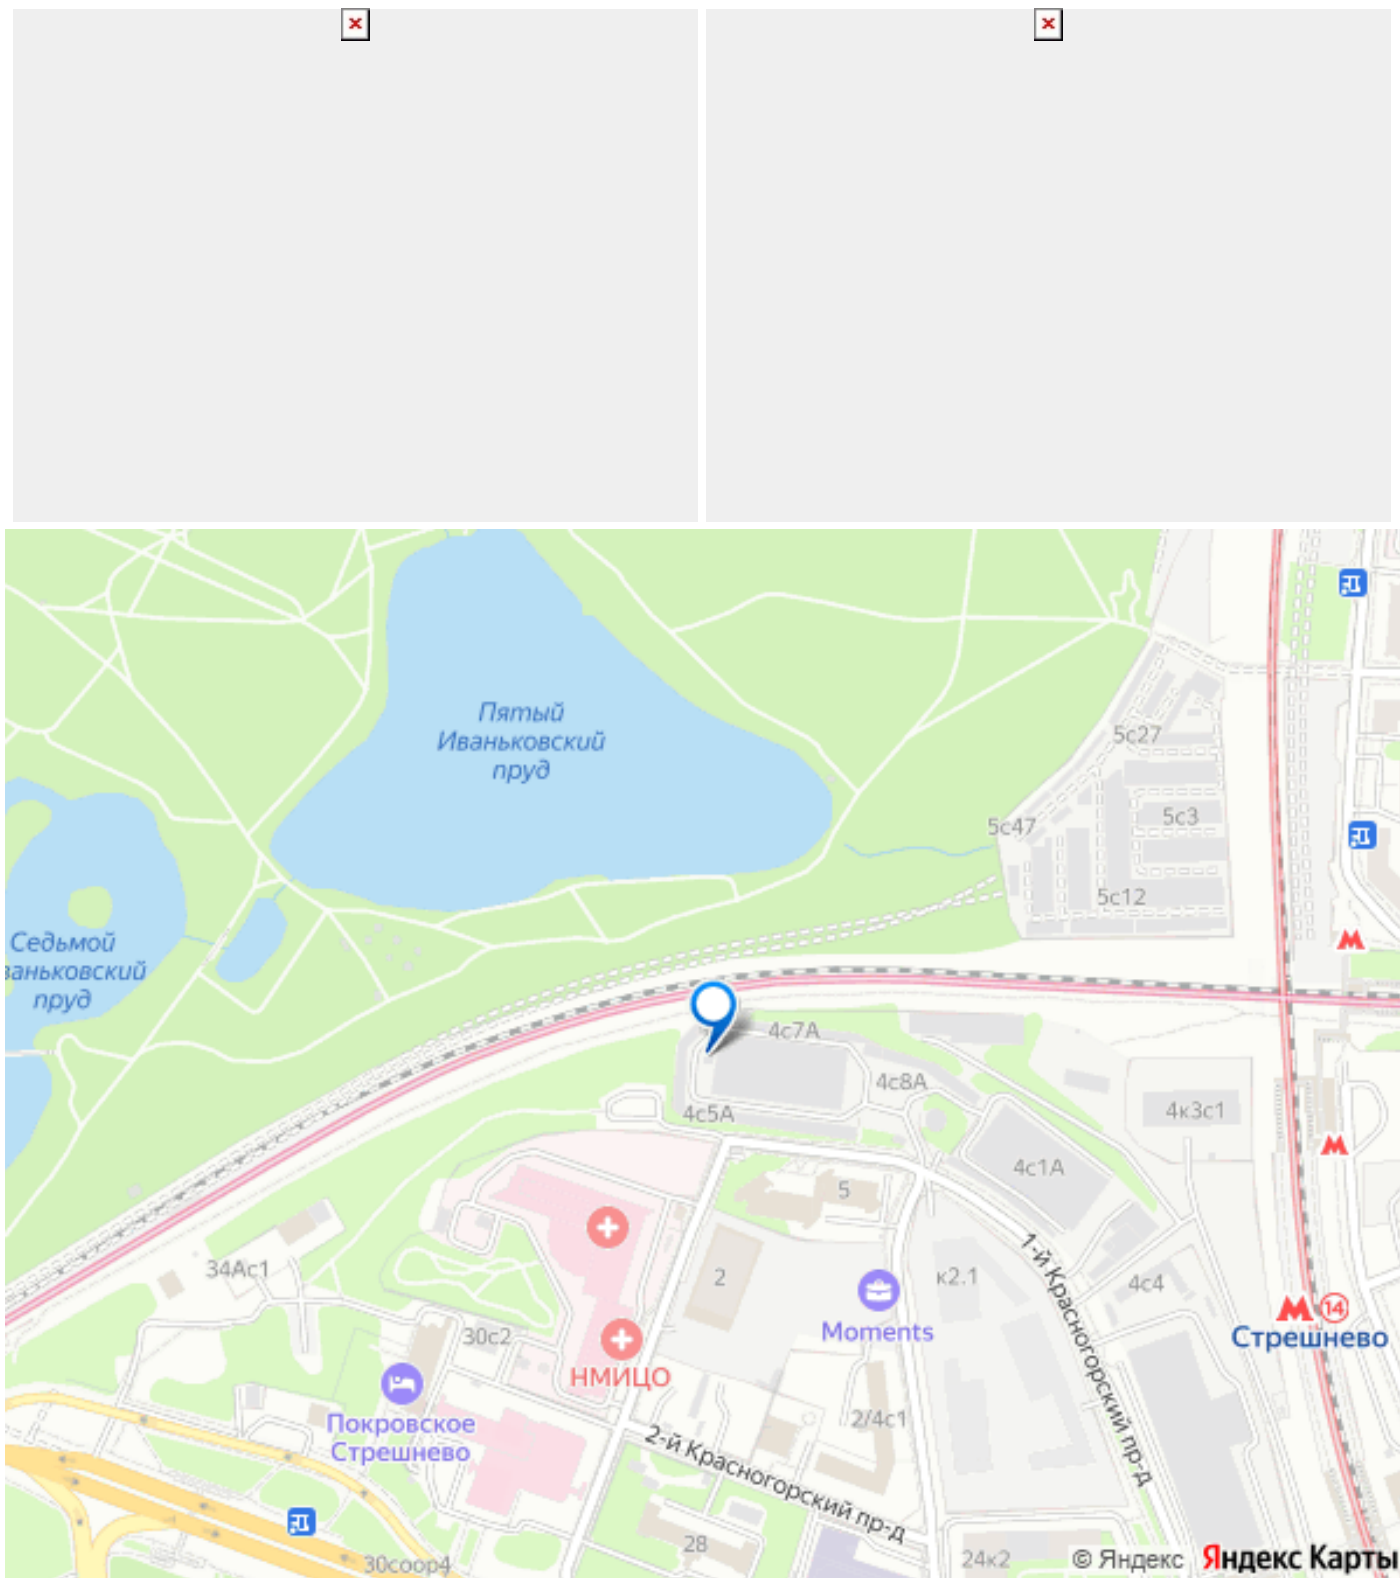 Пятый
Иваньковский
пруд
5с27
5с3
5с47
5с12
Седьмой
ваньковский
пруд
4с7А
4с8А
4с5А
4к3с1
4с1А
5
34Ас1
2
к2.1
1-й Красногорский пр-д
4с4
14
Moments
Стрешнево
30с2
НМИЦО
Покровское
Стрешнево
2/4с1
2-й Красногорский пр-д
28
24к2
30соор4
© Яндекс
Яндекс Карты